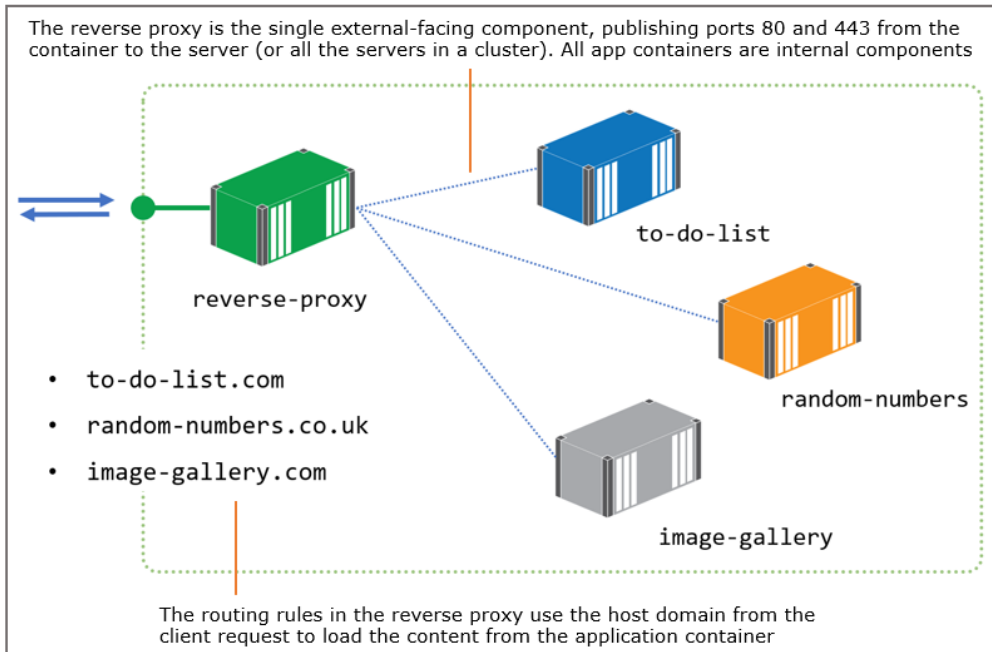 The reverse proxy is the single external-facing component, publishing ports 80 and 443 from the
container to the server (or all the servers in a cluster). All app containers are internal components
to-do-list
random-numbers
image-gallery
reverse-proxy
• to-do-list.com
• random-numbers.co.uk
• image-gallery.com
The routing rules in the reverse proxy use the host domain from the
client request to load the content from the application container